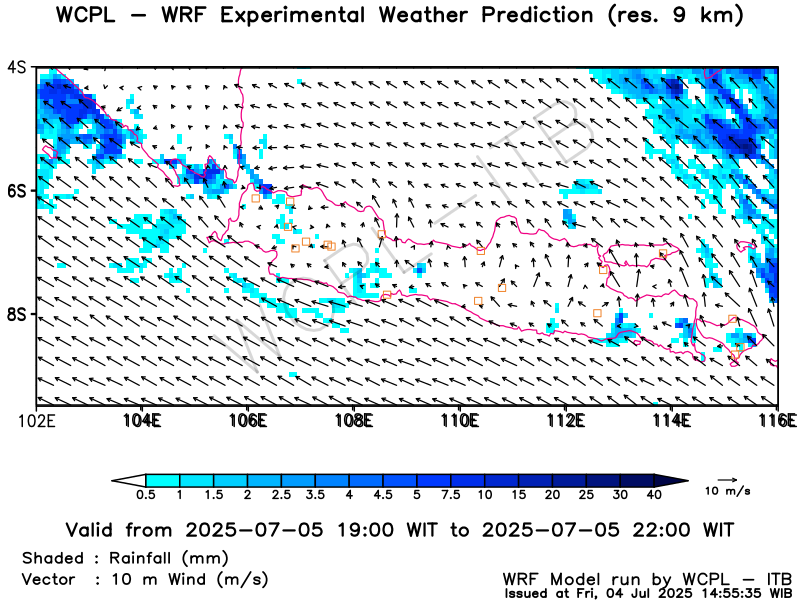 WCPL – WRF Experimental Weather Prediction (res. 9 km)
4S
6S
8S
WCPL–ITB
102E 104E 106E 108E 110E 112E 114E 116E
0.5 1 1.5 2 2.5 3.5 4 4.5 5 7.5 10 15 20 25 30 40
10 m/s
Valid from 2025-07-05 19:00 WIT to 2025-07-05 22:00 WIT
Shaded : Rainfall (mm)
Vector : 10 m Wind (m/s)
WRF Model run by WCPL – ITB
Issued at Fri, 04 Jul 2025 14:55:35 WIB